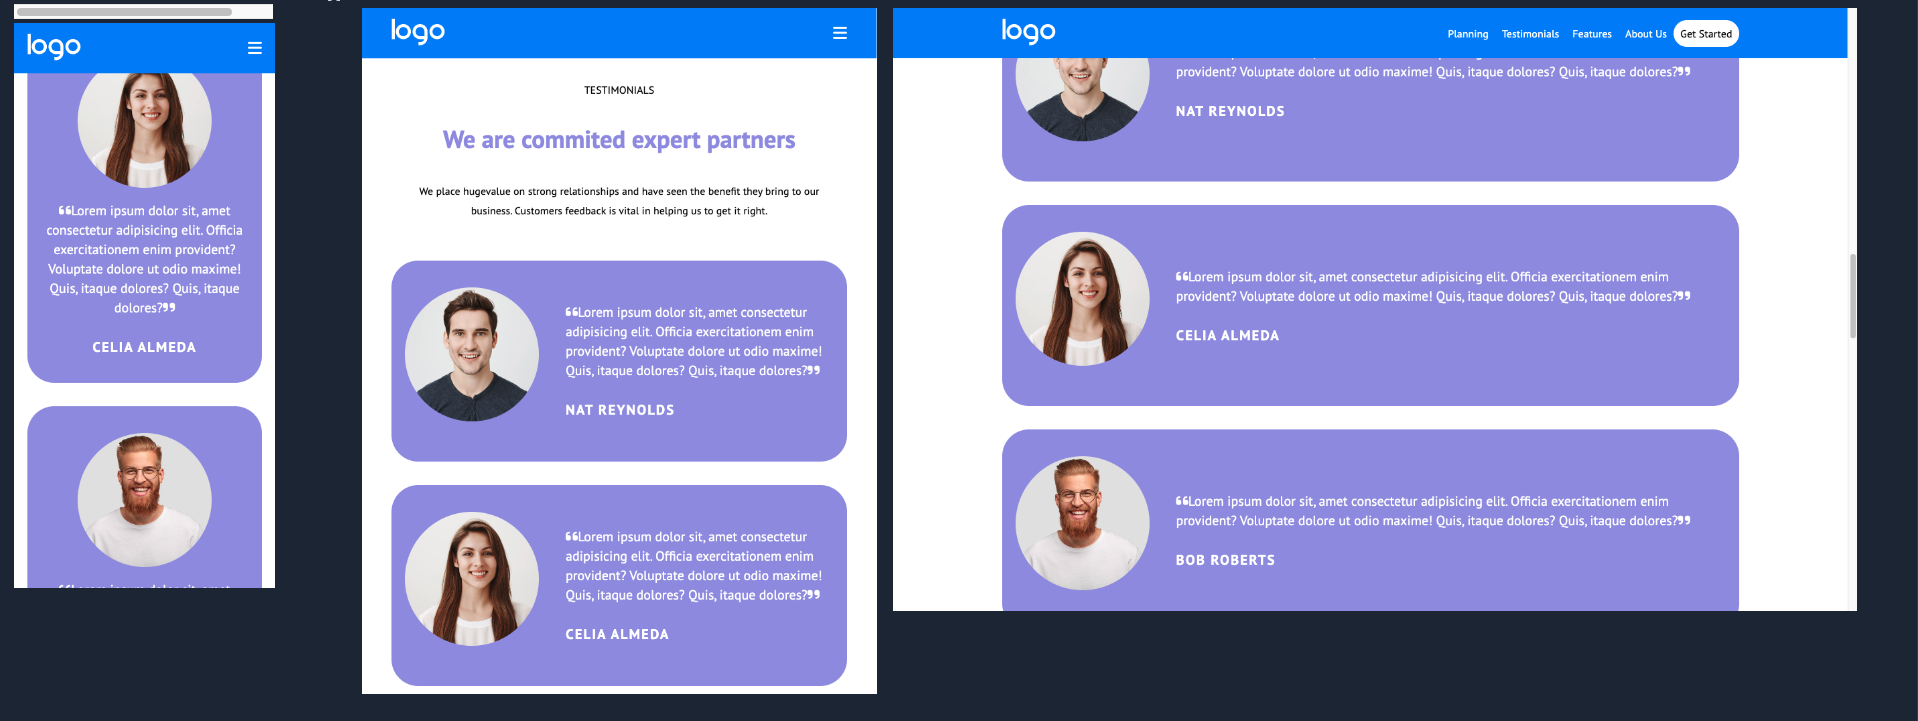 logo
❝Lorem ipsum dolor sit, amet
consectetur adipisicing elit. Officia
exercitationem enim provident?
Voluptate dolore ut odio maxime!
Quis, itaque dolores? Quis, itaque
dolores?❞
CELIA ALMEDA
logo
TESTIMONIALS
We are commited expert partners
We place hugevalue on strong relationships and have seen the benefit they bring to our
business. Customers feedback is vital in helping us to get it right.
❝Lorem ipsum dolor sit, amet consectetur
adipisicing elit. Officia exercitationem enim
provident? Voluptate dolore ut odio maxime!
Quis, itaque dolores? Quis, itaque dolores?❞
NAT REYNOLDS
❝Lorem ipsum dolor sit, amet consectetur
adipisicing elit. Officia exercitationem enim
provident? Voluptate dolore ut odio maxime!
Quis, itaque dolores? Quis, itaque dolores?❞
CELIA ALMEDA
logo
Planning Testimonials Features About Us Get Started
provident? Voluptate dolore ut odio maxime! Quis, itaque dolores? Quis, itaque dolores?❞
NAT REYNOLDS
❝Lorem ipsum dolor sit, amet consectetur adipisicing elit. Officia exercitationem enim
provident? Voluptate dolore ut odio maxime! Quis, itaque dolores? Quis, itaque dolores?❞
CELIA ALMEDA
❝Lorem ipsum dolor sit, amet consectetur adipisicing elit. Officia exercitationem enim
provident? Voluptate dolore ut odio maxime! Quis, itaque dolores? Quis, itaque dolores?❞
BOB ROBERTS